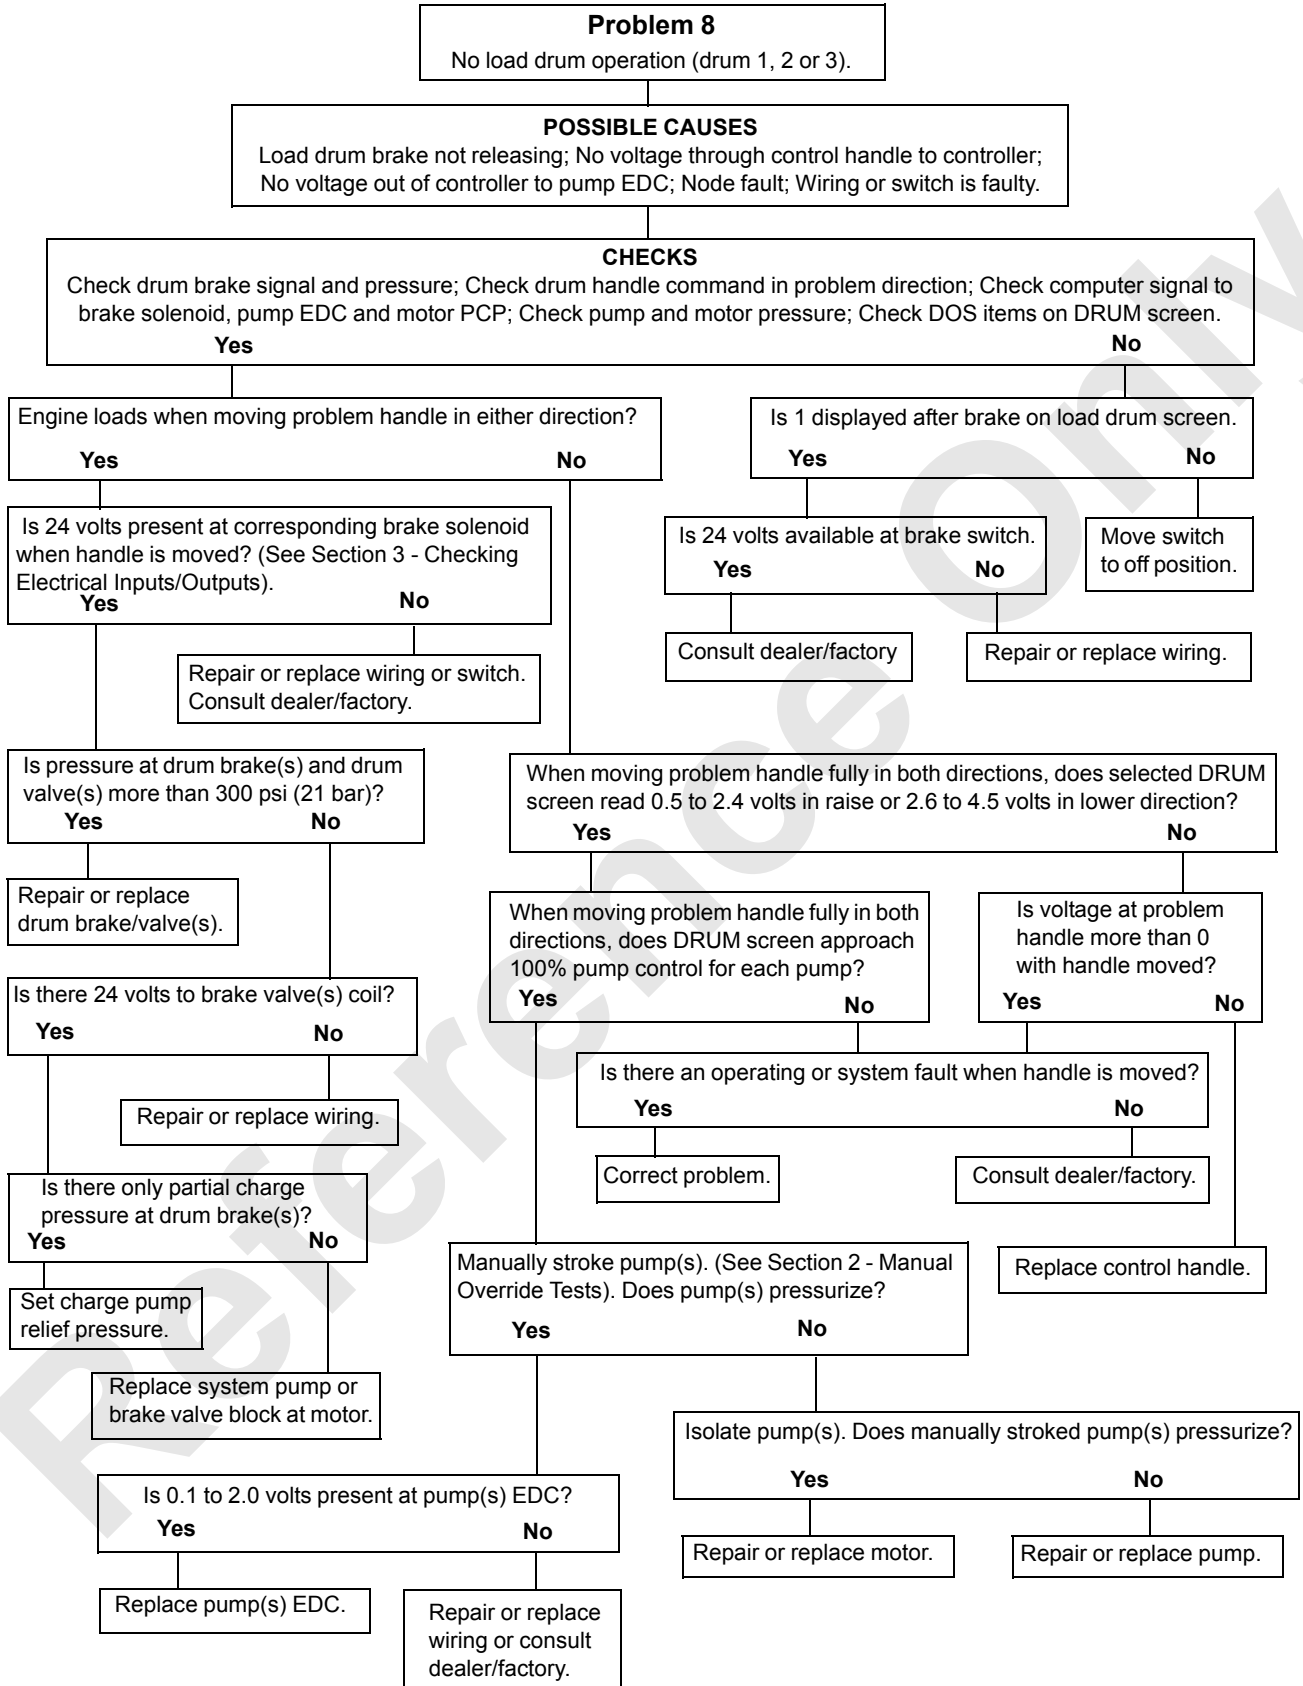 Problem 8
No load drum operation (drum 1, 2 or 3).
POSSIBLE CAUSES
Load drum brake not releasing; No voltage through control handle to controller;
No voltage out of controller to pump EDC; Node fault; Wiring or switch is faulty.
CHECKS
Check drum brake signal and pressure; Check drum handle command in problem direction; Check computer signal to
brake solenoid, pump EDC and motor PCP; Check pump and motor pressure; Check DOS items on DRUM screen.
Yes
No
Engine loads when moving problem handle in either direction?
Yes
No
Is 1 displayed after brake on load drum screen.
Yes
No
Is 24 volts present at corresponding brake solenoid
when handle is moved? (See Section 3 - Checking
Electrical Inputs/Outputs).
Yes
No
Is 24 volts available at brake switch.
Yes
No
Move switch
to off position.
Repair or replace wiring or switch.
Consult dealer/factory.
Consult dealer/factory
Repair or replace wiring.
Is pressure at drum brake(s) and drum
valve(s) more than 300 psi (21 bar)?
Yes
No
When moving problem handle fully in both directions, does selected DRUM
screen read 0.5 to 2.4 volts in raise or 2.6 to 4.5 volts in lower direction?
Yes
No
Repair or replace
drum brake/valve(s).
When moving problem handle fully in both
directions, does DRUM screen approach
100% pump control for each pump?
Yes
No
Is voltage at problem
handle more than 0
with handle moved?
Yes
No
Is there 24 volts to brake valve(s) coil?
Yes
No
Is there an operating or system fault when handle is moved?
Yes
No
Repair or replace wiring.
Correct problem.
Consult dealer/factory.
Is there only partial charge
pressure at drum brake(s)?
Yes
No
Manually stroke pump(s). (See Section 2 - Manual
Override Tests). Does pump(s) pressurize?
Yes
No
Replace control handle.
Set charge pump
relief pressure.
Replace system pump or
brake valve block at motor.
Isolate pump(s). Does manually stroked pump(s) pressurize?
Yes
No
Is 0.1 to 2.0 volts present at pump(s) EDC?
Yes
No
Repair or replace motor.
Repair or replace pump.
Replace pump(s) EDC.
Repair or replace
wiring or consult
dealer/factory.
Reference Only